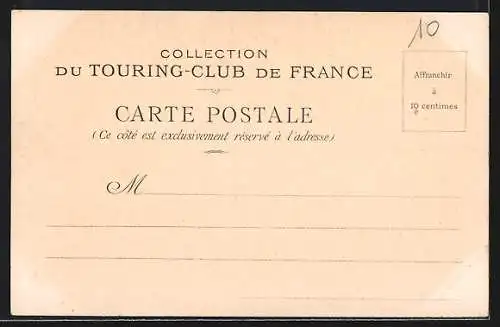 10
COLLECTION
DU TOURING-CLUB DE FRANCE
Affranchir
à
10 centimes
CARTE POSTALE
(Ce côté est exclusivement réservé à l'adresse)
M